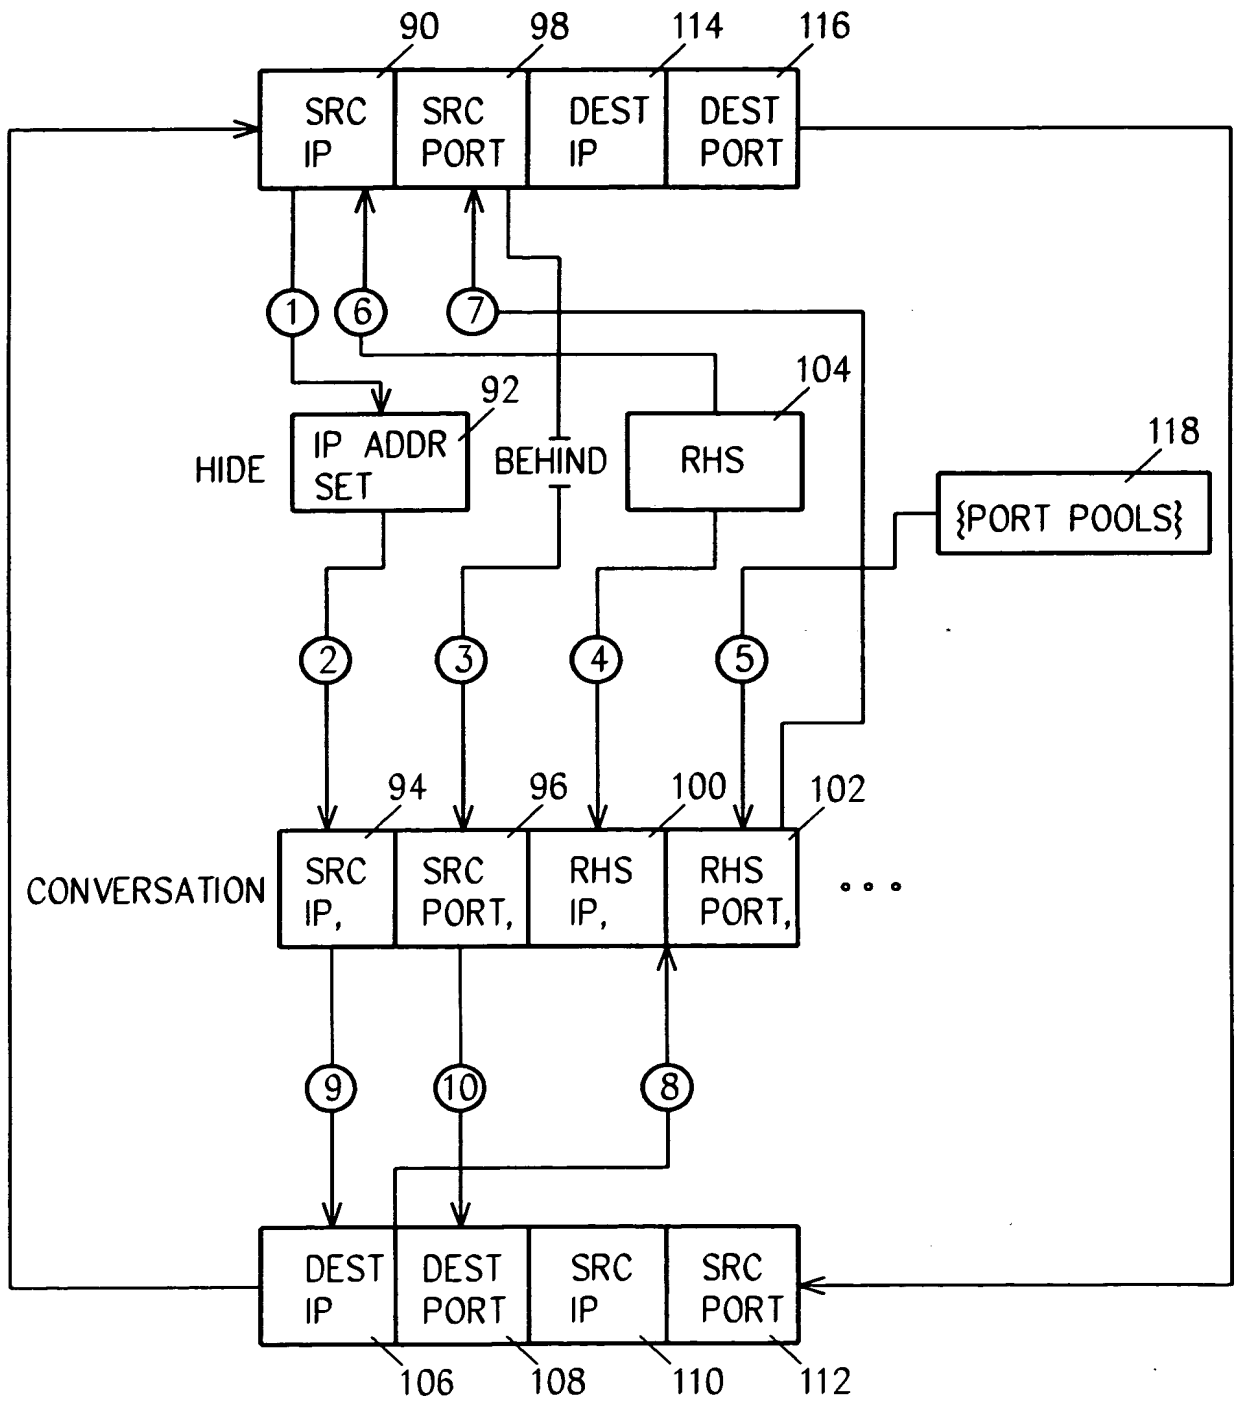 90
98
114
116
SRC
IP
SRC
PORT
DEST
IP
DEST
PORT
1
6
7
104
92
118
HIDE
IP ADDR
SET
BEHIND
RHS
{PORT POOLS}
2
3
4
5
94
96
100
102
CONVERSATION
SRC
IP,
SRC
PORT,
RHS
IP,
RHS
PORT,
...
9
10
8
DEST
IP
DEST
PORT
SRC
IP
SRC
PORT
106
108
110
112